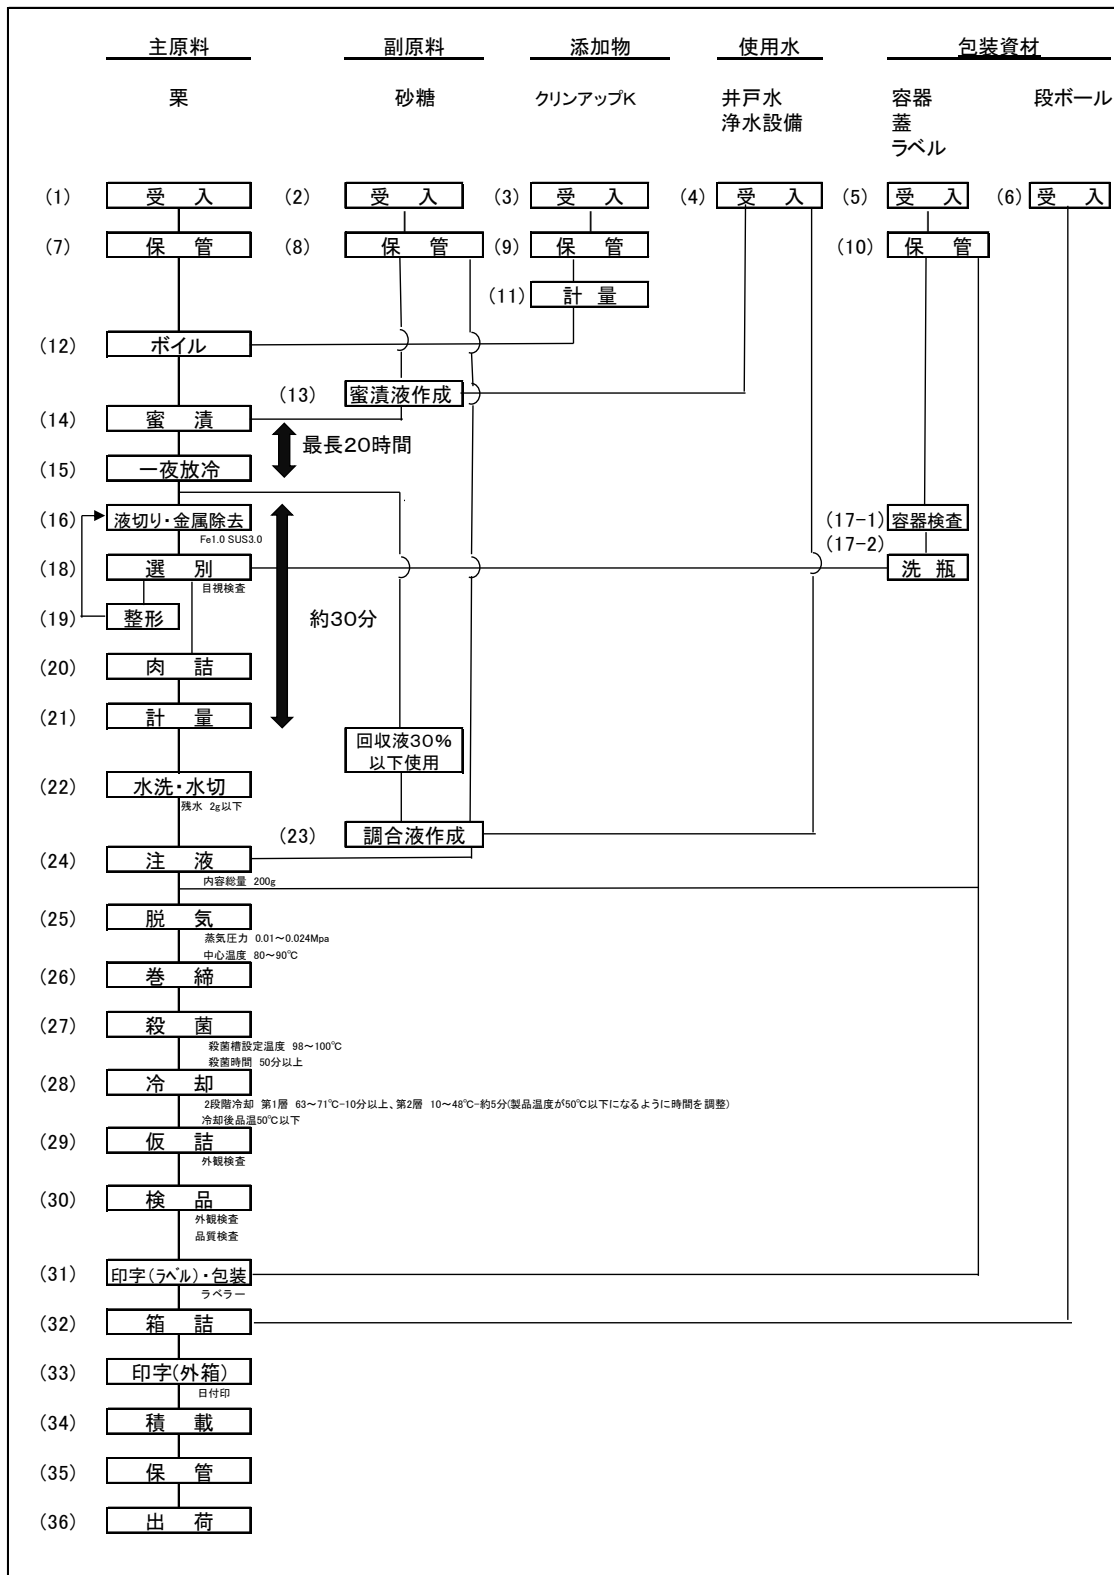 主原料 副原料 添加物 使用水 包装資材
栗 砂糖 クリンアップK 井戸水 容器 段ボール
浄水設備 蓋
ラベル
(1) 受 入 (2) 受 入 (3) 受 入 (4) 受 入 (5) 受 入 (6) 受 入
(7) 保 管 (8) 保 管 (9) 保 管 (10) 保 管
(11) 計 量
(12) ボイル
(13) 蜜漬液作成
(14) 蜜 漬
最長20時間
(15) 一夜放冷
(16) 液切り・金属除去 (17-1) 容器検査
Fe1.0 SUS3.0 (17-2)
(18) 選 別 洗 瓶
目視検査
(19) 整形 約30分
(20) 肉 詰
(21) 計 量
回収液30%
以下使用
(22) 水洗・水切
残水 2g以下
(23) 調合液作成
(24) 注 液
内容総量 200g
(25) 脱 気
蒸気圧力 0.01～0.024Mpa
中心温度 80～90℃
(26) 巻 締
(27) 殺 菌
殺菌槽設定温度 98～100℃
殺菌時間 50分以上
(28) 冷 却
2段階冷却 第1層 63～71℃-10分以上、第2層 10～48℃-約5分(製品温度が50℃以下になるように時間を調整)
冷却後品温50℃以下
(29) 仮 詰
外観検査
(30) 検 品
外観検査
品質検査
(31) 印字(ラベル)・包装
ラベラー
(32) 箱 詰
(33) 印字(外箱)
日付印
(34) 積 載
(35) 保 管
(36) 出 荷